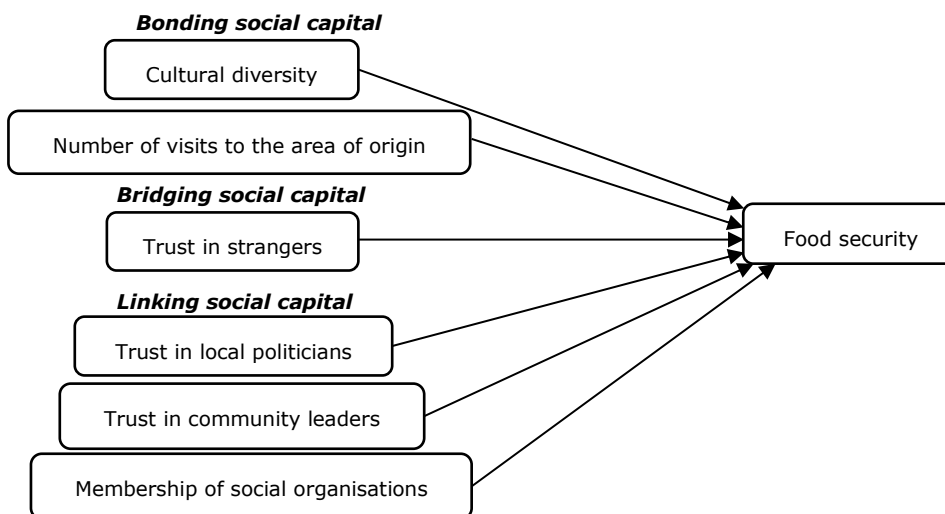 Bonding social capital
Cultural diversity
Number of visits to the area of origin
Bridging social capital
Trust in strangers
Food security
Linking social capital
Trust in local politicians
Trust in community leaders
Membership of social organisations